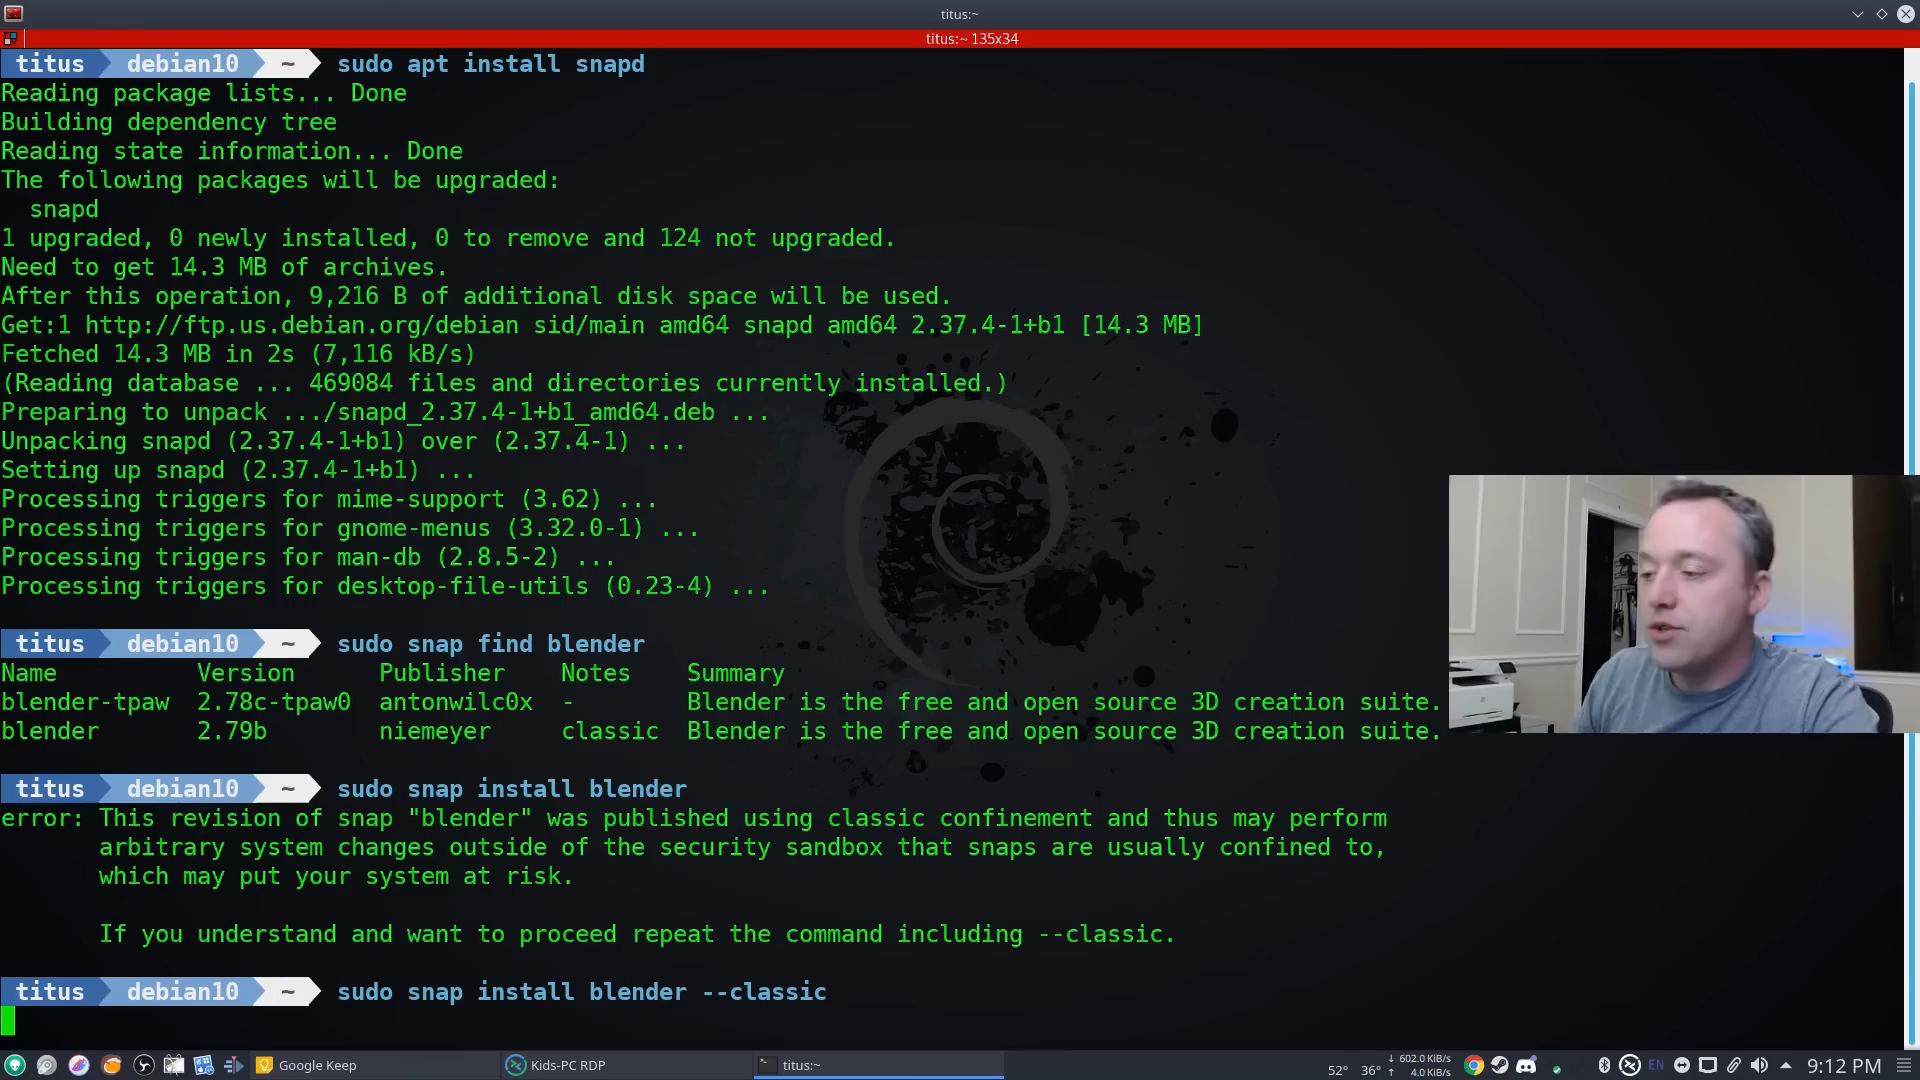 titus:~
titus:~ 135x34
titus debian10 ~ sudo apt install snapd
Reading package lists... Done
Building dependency tree
Reading state information... Done
The following packages will be upgraded:
snapd
1 upgraded, 0 newly installed, 0 to remove and 124 not upgraded.
Need to get 14.3 MB of archives.
After this operation, 9,216 B of additional disk space will be used.
Get:1 http://ftp.us.debian.org/debian sid/main amd64 snapd amd64 2.37.4-1+b1 [14.3 MB]
Fetched 14.3 MB in 2s (7,116 kB/s)
(Reading database ... 469084 files and directories currently installed.)
Preparing to unpack .../snapd_2.37.4-1+b1_amd64.deb ...
Unpacking snapd (2.37.4-1+b1) over (2.37.4-1) ...
Setting up snapd (2.37.4-1+b1) ...
Processing triggers for mime-support (3.62) ...
Processing triggers for gnome-menus (3.32.0-1) ...
Processing triggers for man-db (2.8.5-2) ...
Processing triggers for desktop-file-utils (0.23-4) ...
titus debian10 ~ sudo snap find blender
Name Version Publisher Notes Summary
blender-tpaw 2.78c-tpaw0 antonwilc0x - Blender is the free and open source 3D creation suite.
blender 2.79b niemeyer classic Blender is the free and open source 3D creation suite.
titus debian10 ~ sudo snap install blender
error: This revision of snap "blender" was published using classic confinement and thus may perform
arbitrary system changes outside of the security sandbox that snaps are usually confined to,
which may put your system at risk.
If you understand and want to proceed repeat the command including --classic.
titus debian10 ~ sudo snap install blender --classic
Google Keep Kids-PC RDP titus:~ 52° 36° ↓ 602.0 KiB/s ↑ 4.0 KiB/s EN 9:12 PM